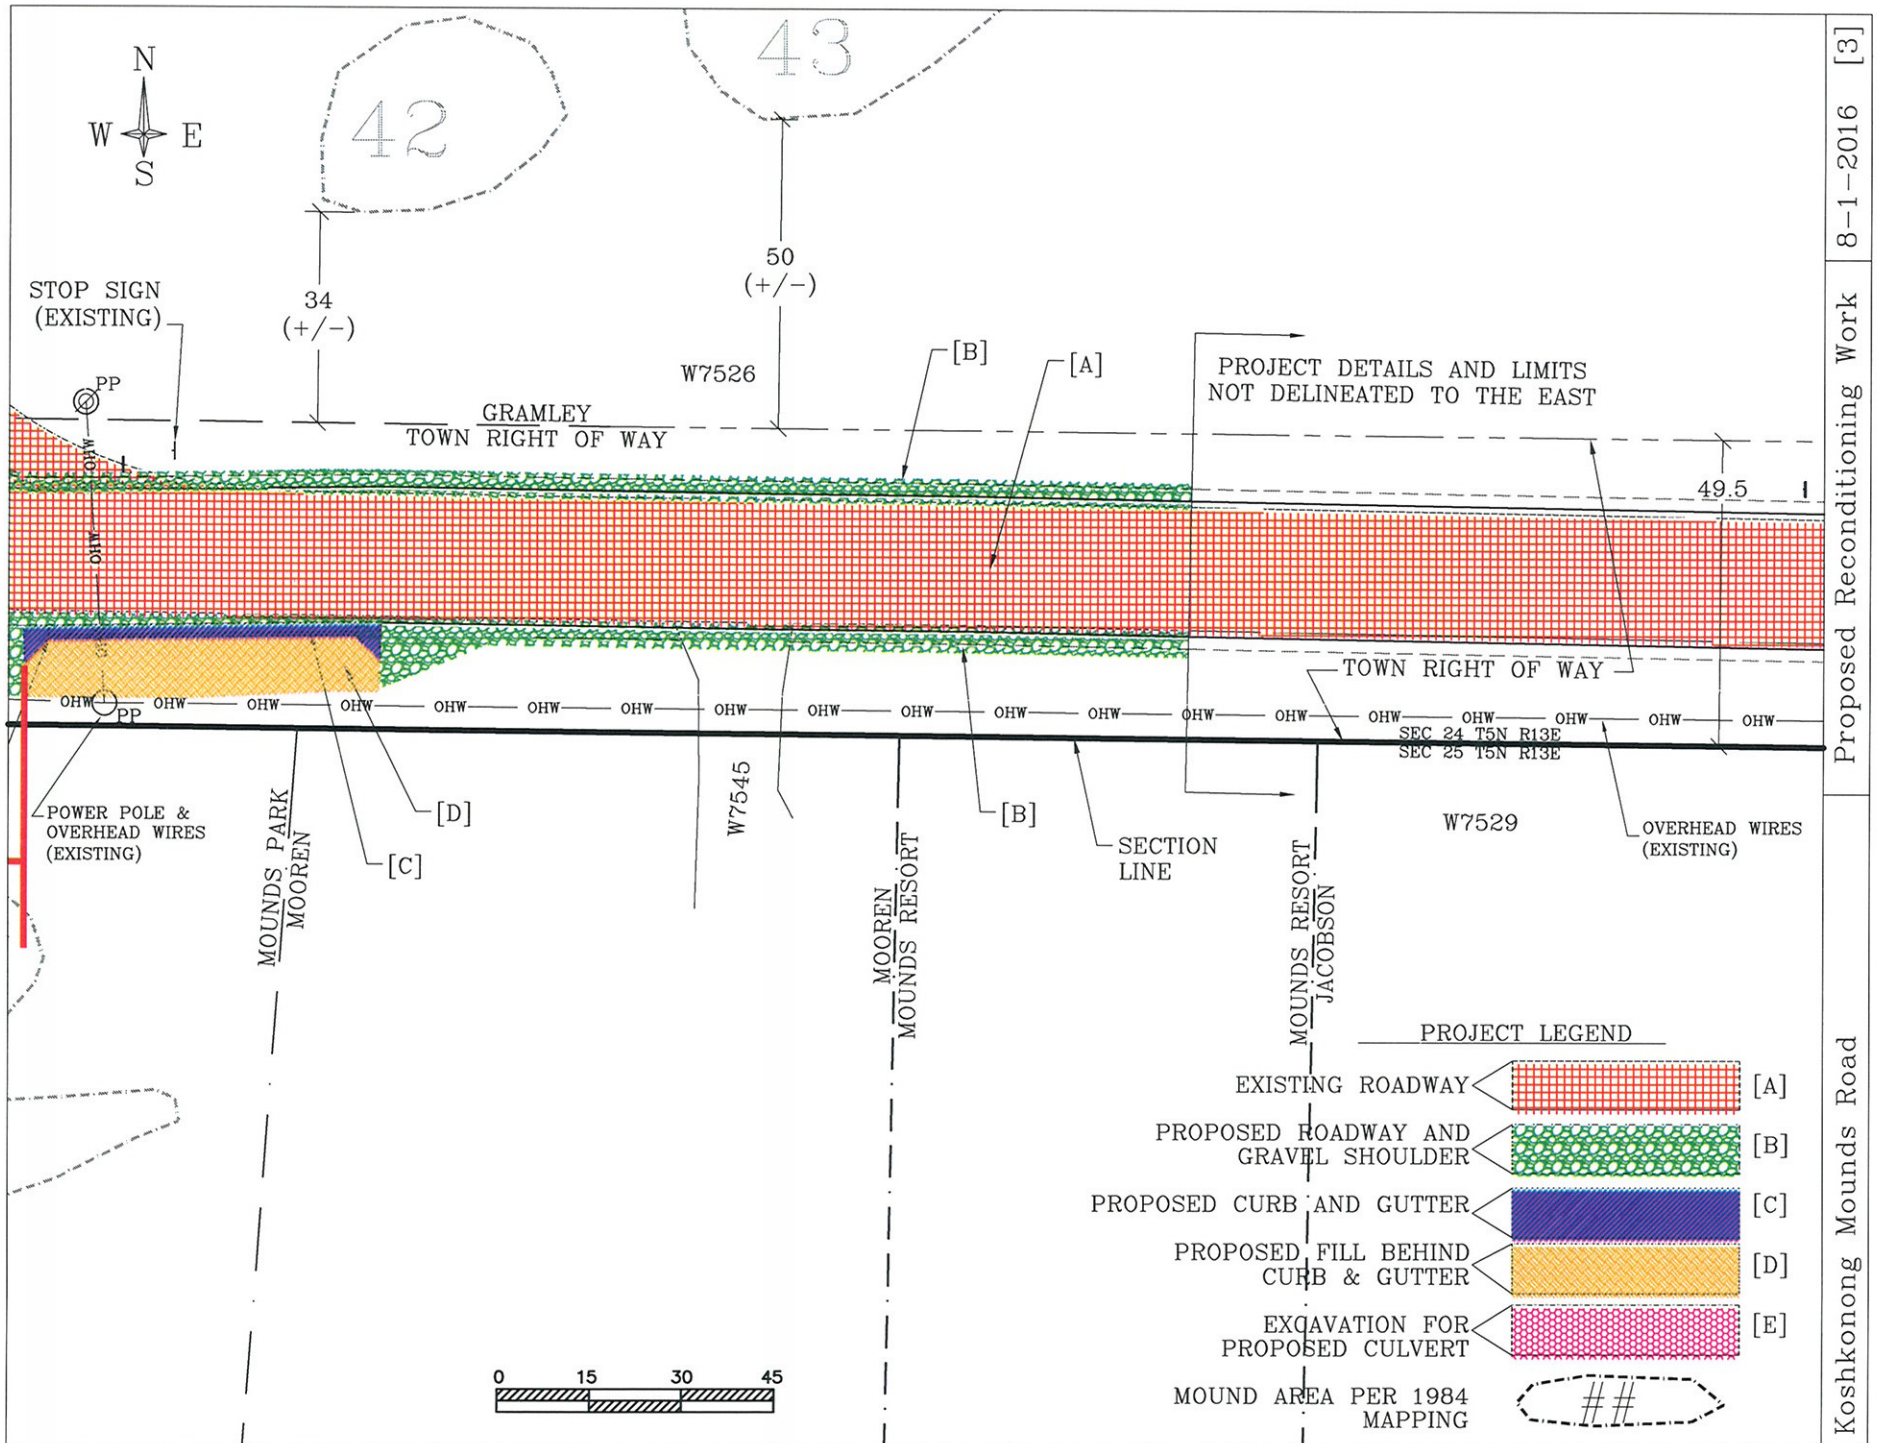 N
W E
S
42
43
34
(+/-)
50
(+/-)
STOP SIGN
(EXISTING)
PP
OHW
OHW
W7526
[B]
[A]
PROJECT DETAILS AND LIMITS
NOT DELINEATED TO THE EAST
GRAMLEY
TOWN RIGHT OF WAY
49.5
TOWN RIGHT OF WAY
OHW PP OHW OHW OHW OHW OHW OHW OHW OHW OHW OHW OHW OHW OHW OHW OHW OHW OHW OHW
SEC 24 T5N R13E
SEC 25 T5N R13E
POWER POLE &
OVERHEAD WIRES
(EXISTING)
[D]
[C]
MOUNDS PARK
MOOREN
W7545
[B]
MOOREN
MOUNDS RESORT
SECTION
LINE
MOUNDS RESORT
JACOBSON
W7529
OVERHEAD WIRES
(EXISTING)
PROJECT LEGEND
EXISTING ROADWAY [A]
PROPOSED ROADWAY AND
GRAVEL SHOULDER [B]
PROPOSED CURB AND GUTTER [C]
PROPOSED FILL BEHIND
CURB & GUTTER [D]
EXCAVATION FOR
PROPOSED CULVERT [E]
MOUND AREA PER 1984
MAPPING
##
0 15 30 45
Koshkonong Mounds Road
Proposed Reconditioning Work
8-1-2016 [3]